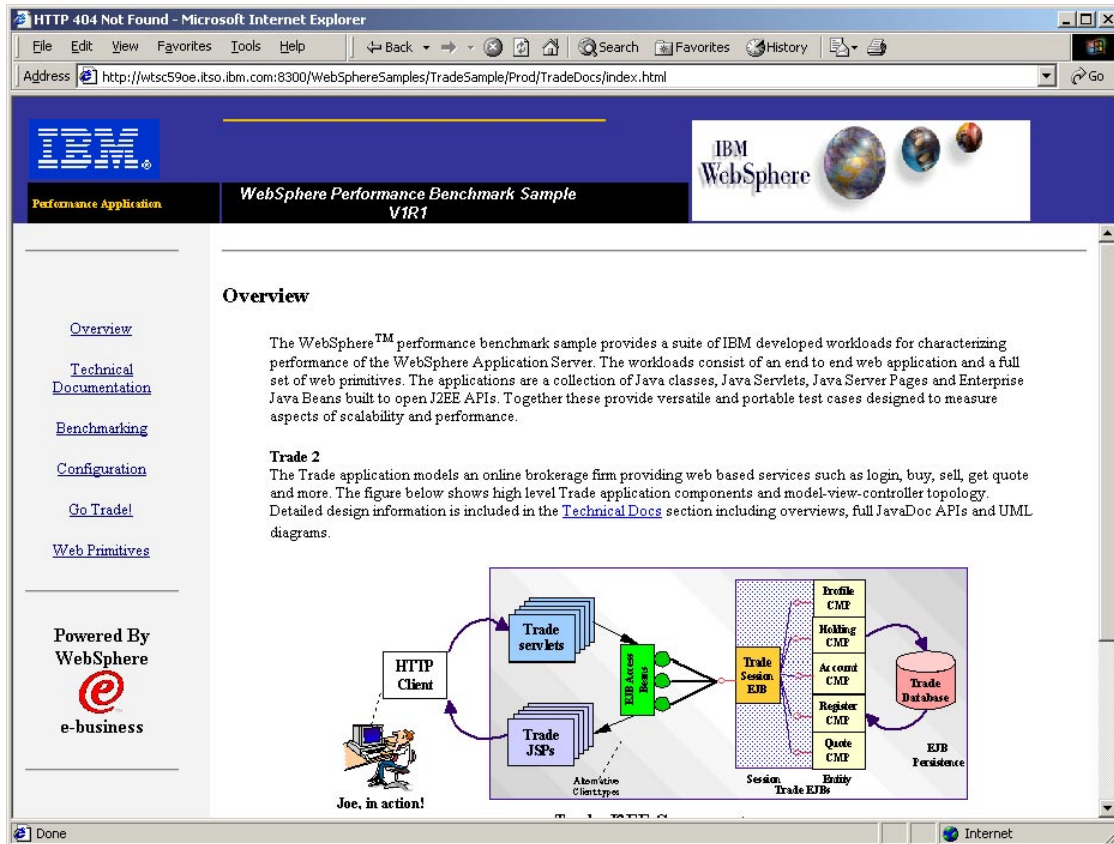 HTTP 404 Not Found - Microsoft Internet Explorer
File Edit View Favorites Tools Help Back Search Favorites History
Address http://wtsc59oe.itso.ibm.com:8300/WebSphereSamples/TradeSample/Prod/TradeDocs/index.html Go
IBM®
Performance Application
WebSphere Performance Benchmark Sample
V1R1
IBM
WebSphere
Overview
Technical
Documentation
Benchmarking
Configuration
Go Trade!
Web Primitives
Powered By
WebSphere
e
e-business
Overview
The WebSphere™ performance benchmark sample provides a suite of IBM developed workloads for characterizing
performance of the WebSphere Application Server. The workloads consist of an end to end web application and a full
set of web primitives. The applications are a collection of Java classes, Java Servlets, Java Server Pages and Enterprise
Java Beans built to open J2EE APIs. Together these provide versatile and portable test cases designed to measure
aspects of scalability and performance.
Trade 2
The Trade application models an online brokerage firm providing web based services such as login, buy, sell, get quote
and more. The figure below shows high level Trade application components and model-view-controller topology.
Detailed design information is included in the Technical Docs section including overviews, full JavaDoc APIs and UML
diagrams.
HTTP
Client
Joe, in action!
Trade
servlets
Trade
JSPs
EJB Access
Beans
Alternative
Client types
Trade
Session
EJB
Profile
CMP
Holding
CMP
Account
CMP
Register
CMP
Quote
CMP
Session Entity
Trade EJBs
Trade
Database
EJB
Persistence
Done Internet